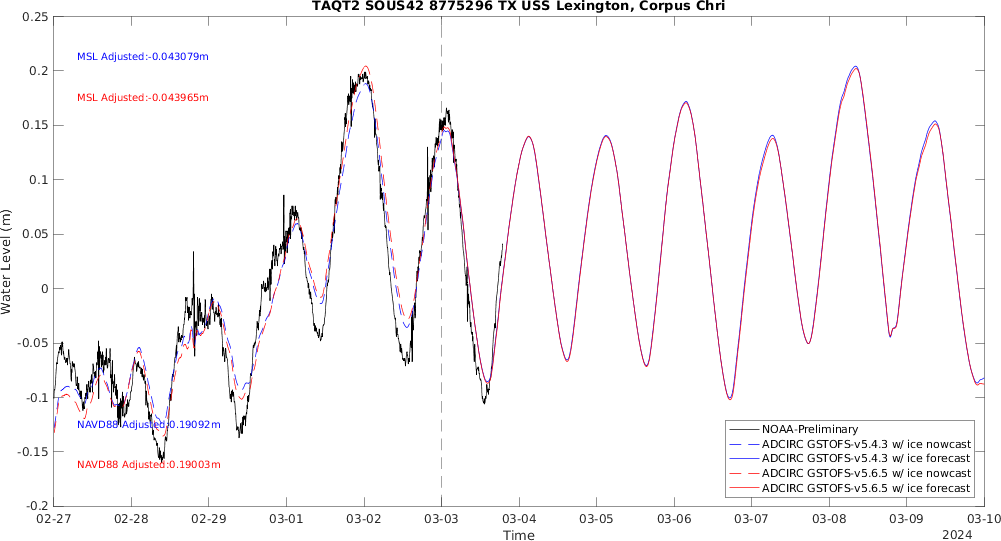 TAQT2 SOUS42 8775296 TX USS Lexington, Corpus Chri
0.25
0.2
0.15
0.1
0.05
0
-0.05
-0.1
-0.15
-0.2
Water Level (m)
MSL Adjusted:-0.043079m
MSL Adjusted:-0.043965m
NAVD88 Adjusted:0.19092m
NAVD88 Adjusted:0.19003m
NOAA-Preliminary
ADCIRC GSTOFS-v5.4.3 w/ ice nowcast
ADCIRC GSTOFS-v5.4.3 w/ ice forecast
ADCIRC GSTOFS-v5.6.5 w/ ice nowcast
ADCIRC GSTOFS-v5.6.5 w/ ice forecast
02-27 02-28 02-29 03-01 03-02 03-03 03-04 03-05 03-06 03-07 03-08 03-09 03-10
Time
2024